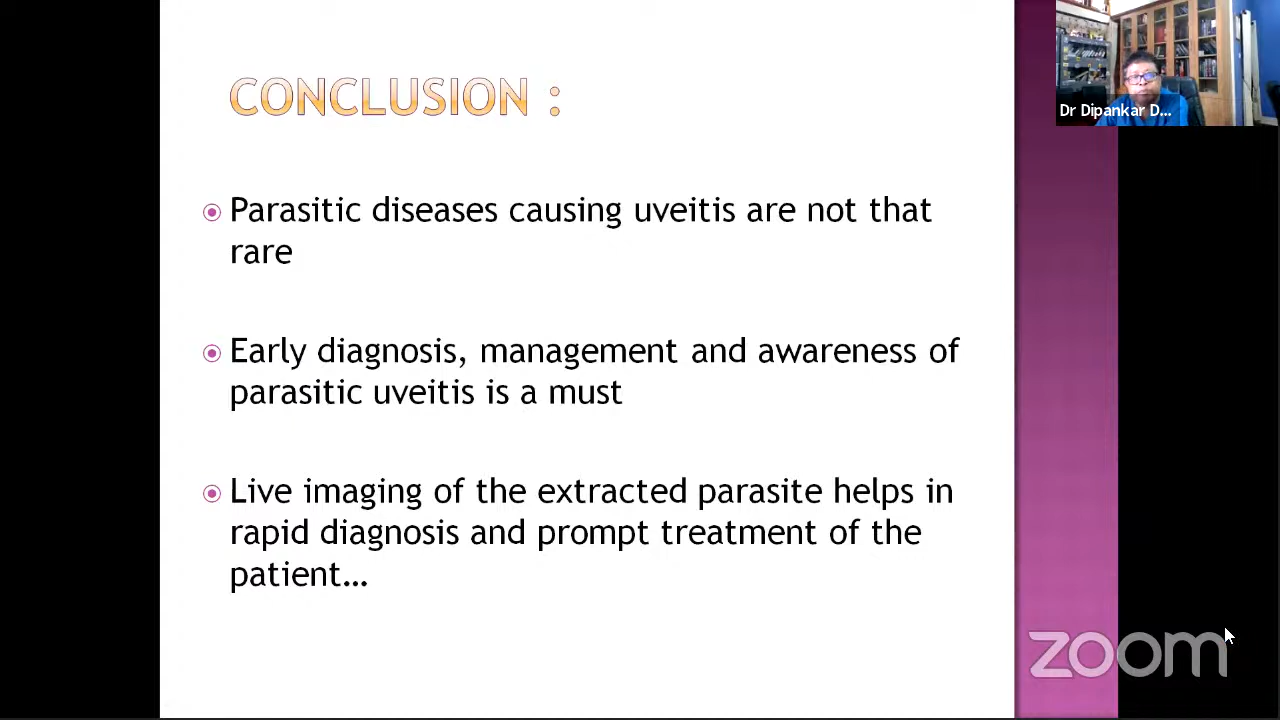 CONCLUSION :
Parasitic diseases causing uveitis are not that
rare
Early diagnosis, management and awareness of
parasitic uveitis is a must
Live imaging of the extracted parasite helps in
rapid diagnosis and prompt treatment of the
patient…
Dr Dipankar D...
zoom